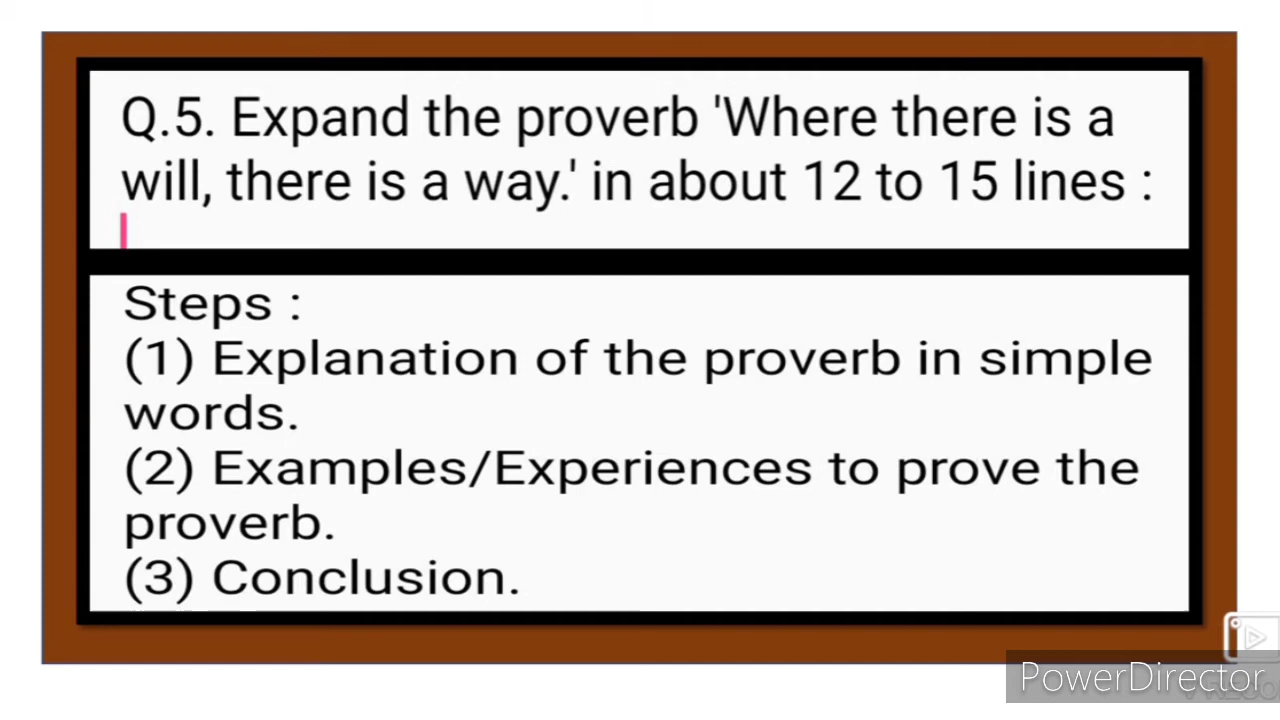 Q.5. Expand the proverb 'Where there is a
will, there is a way.' in about 12 to 15 lines :
Steps :
(1) Explanation of the proverb in simple
words.
(2) Examples/Experiences to prove the
proverb.
(3) Conclusion.
PowerDirector